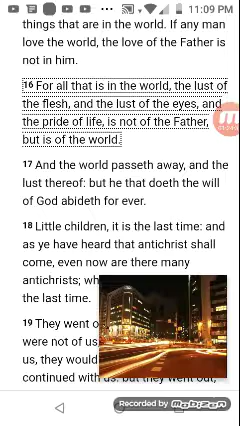 11:09 PM
things that are in the world. If any man
love the world, the love of the Father is
not in him.
16 For all that is in the world, the lust of
the flesh, and the lust of the eyes, and
the pride of life, is not of the Father,
but is of the world.
17 And the world passeth away, and the
lust thereof: but he that doeth the will
of God abideth for ever.
18 Little children, it is the last time: and
as ye have heard that antichrist shall
come, even now are there many
antichrists;
the last time.
19 They went
were not of us
us, they would
continued with us: but they went out,
Recorded by mobizen